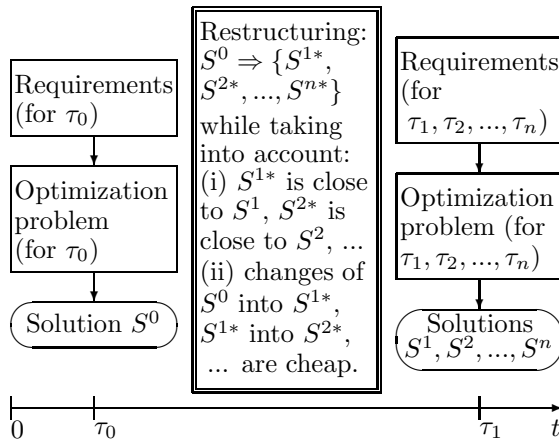 Requirements
(for τ₀)
Optimization
problem
(for τ₀)
Solution S⁰
Restructuring:
S⁰ ⇒ {S¹*,
S²*, ..., Sⁿ*}
while taking
into account:
(i) S¹* is close
to S¹, S²* is
close to S², ...
(ii) changes of
S⁰ into S¹*,
S¹* into S²*,
... are cheap.
Requirements
(for
τ₁, τ₂, ..., τₙ)
Optimization
problem (for
τ₁, τ₂, ..., τₙ)
Solutions
S¹, S², ..., Sⁿ
0 τ₀ τ₁ t